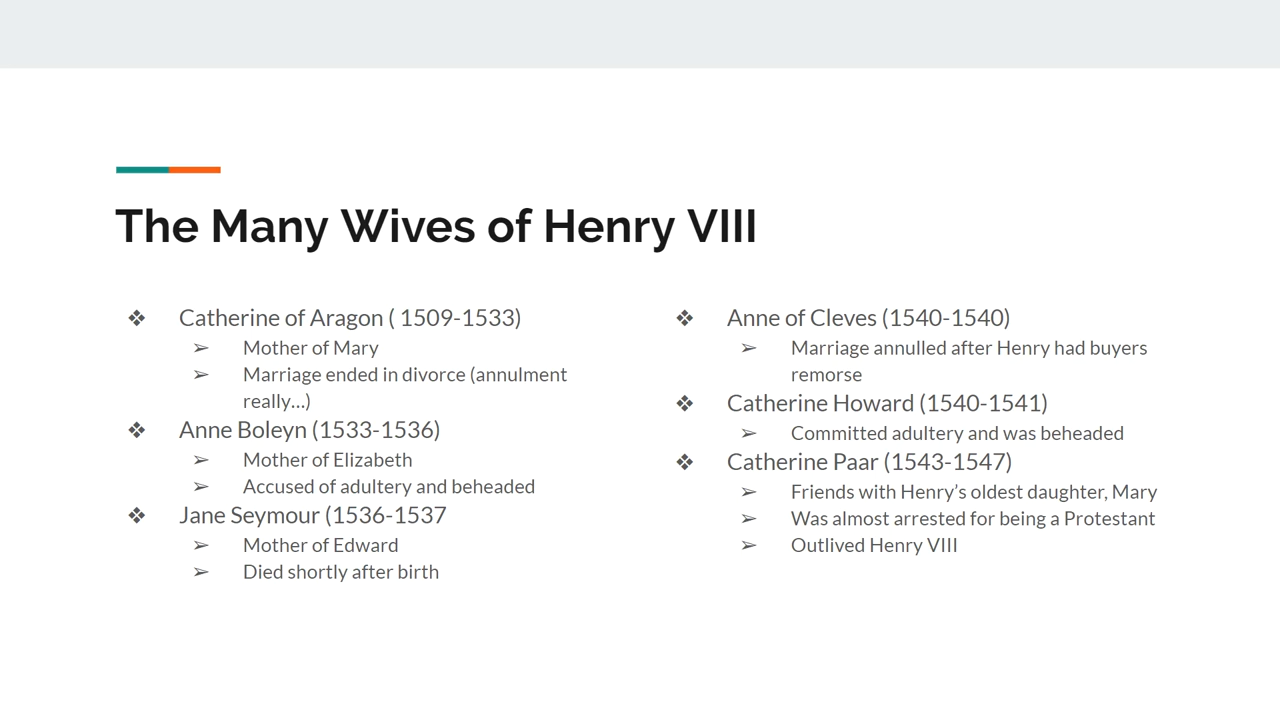 The Many Wives of Henry VIII
❖ Catherine of Aragon ( 1509-1533)
➢ Mother of Mary
➢ Marriage ended in divorce (annulment
really...)
❖ Anne Boleyn (1533-1536)
➢ Mother of Elizabeth
➢ Accused of adultery and beheaded
❖ Jane Seymour (1536-1537
➢ Mother of Edward
➢ Died shortly after birth
❖ Anne of Cleves (1540-1540)
➢ Marriage annulled after Henry had buyers
remorse
❖ Catherine Howard (1540-1541)
➢ Committed adultery and was beheaded
❖ Catherine Paar (1543-1547)
➢ Friends with Henry’s oldest daughter, Mary
➢ Was almost arrested for being a Protestant
➢ Outlived Henry VIII